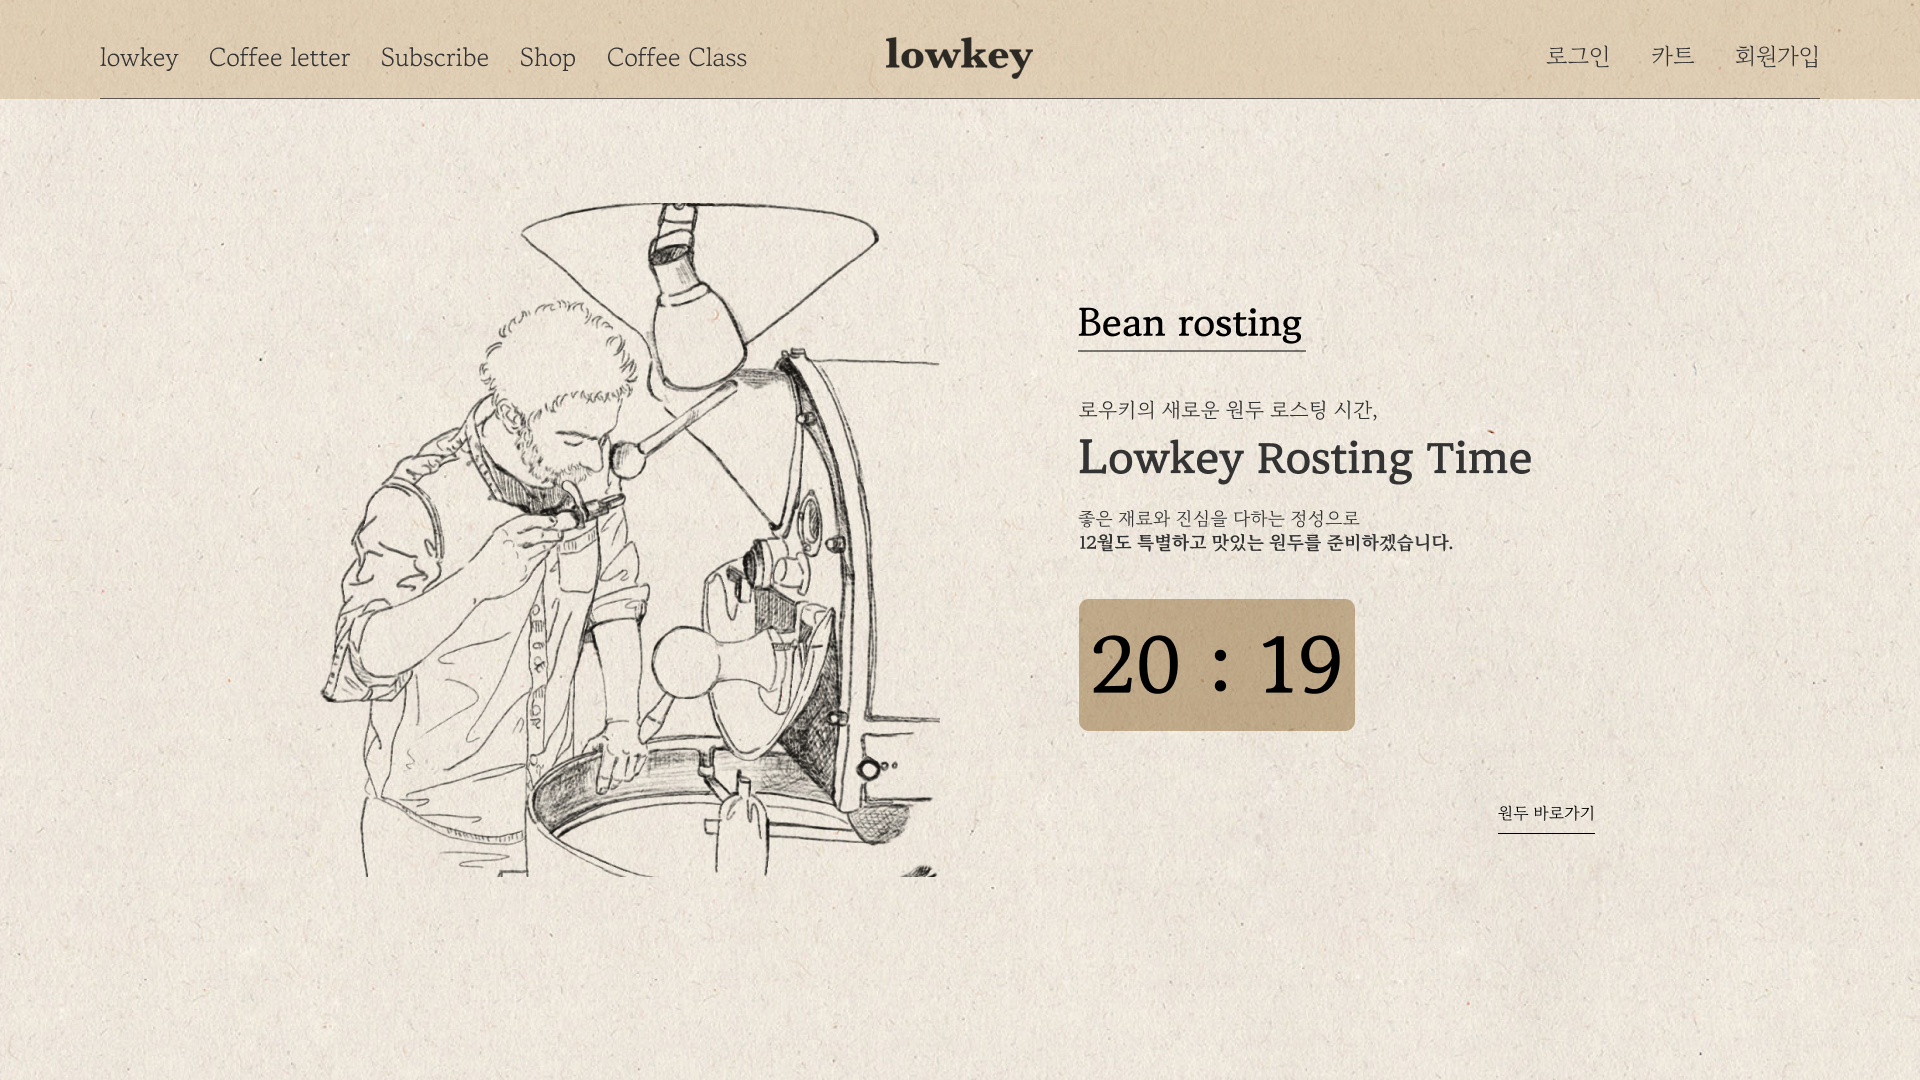 lowkey Coffee letter Subscribe Shop Coffee Class
lowkey
로그인 카트 회원가입
Bean rosting
로우키의 새로운 원두 로스팅 시간,
Lowkey Rosting Time
좋은 재료와 진심을 다하는 정성으로
12월도 특별하고 맛있는 원두를 준비하겠습니다.
20 : 19
원두 바로가기